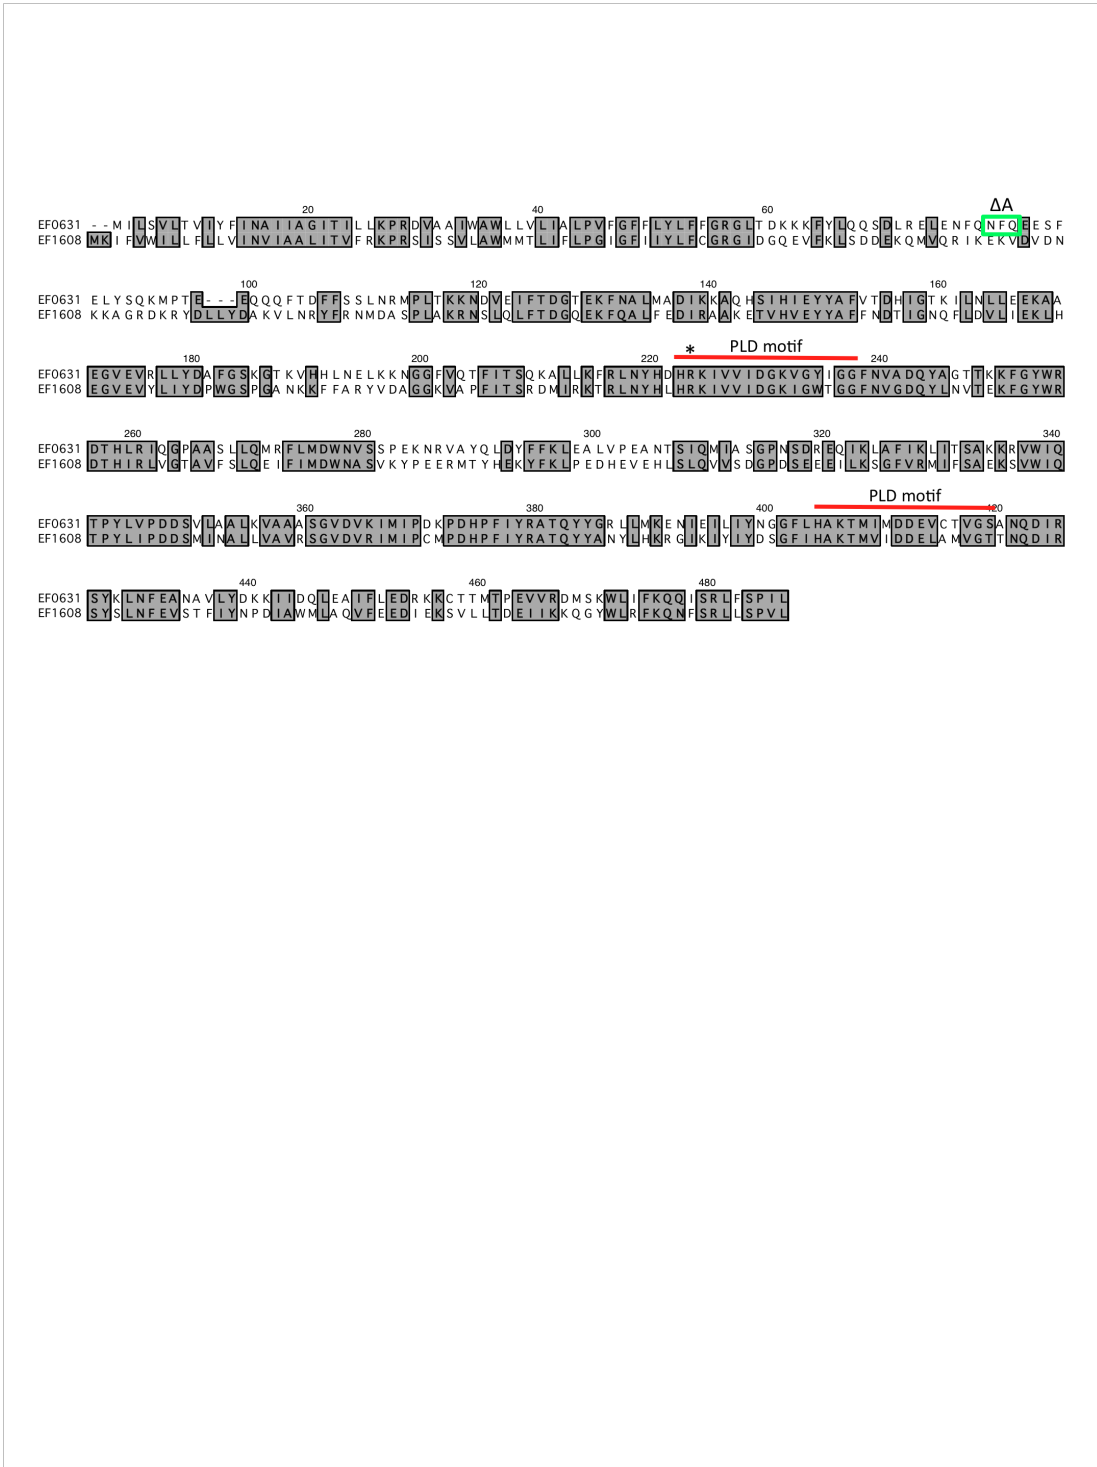 ΔA
20 40 60
EF0631 --MILSVLTVIYFINAIIAGITILLKPRDVAAIWAWLLVLIALPVFGFFLYLFFGRGLTDKKKFYLQQSDLRELENFQNFQEESF
EF1608 MKIFVWILLFLLVINVIAALITVFRKPRSISSVLAWMMTLIFLPGIGFIIYLFCGRGIDGQEVFKLSDDEKQMVQRIKEKVDVDN
100 120 140 160
EF0631 ELYSQKMPTE---EQQQFTDFFSSLNRMPLTKKNDVEIFTDGTEKFNALMADIKKAQHSIHIEYYAFVTDHIGTKILNLLEEKAA
EF1608 KKAGRDKRYDLLYDAKVLNRYFRNMDASPLAKRNSLQLFTDGQEKFQALFEDIRAAKETVHVEYYAFFNDTIGNQFLDVLIEKLH
* PLD motif
180 200 220 240
EF0631 EGVEVRLLYDAFGSKGTKVHHLNELKKNGGFVQTFITSQKALLKFRLNYHDHRKIVVIDGKVGYIGGFNVADQYAGTTKKFGYWR
EF1608 EGVEVYLIYDPWGSPGANKKFFARYVDAGGKVAPFITSRDMIRKTRLNYHLHRKIVVIDGKIGWTGGFNVGDQYLNVTEKFGYWR
260 280 300 320 340
EF0631 DTHLRIQGPAASLLQMRFLMDWNVSSPEKNRVAYQLDYFFKLEALVPEANTSIQMIASGPNSDREQIKLAFIKLITSAKKRVWIQ
EF1608 DTHIRLVGTAVFSLQEIFIMDWNASVKYPEERMTYHEKYFKLPEDHEVEHLSLQVVSDGPDSEEEILKSGFVRMIFSAEKSVWIQ
PLD motif
360 380 400 420
EF0631 TPYLVPDDSVLAALKVAAASGVDVKIMIPDKPDHPFIYRATQYYGRLLMKENIEILIYNGGFLHAKTMIMDDEVCTVGSANQDIR
EF1608 TPYLIPDDSMINALLVAVRSGVDVRIMIPCMPDHPFIYRATQYYANYLHKRGIKIYIYDSGFIHAKTMVIDDELAMVGTTNQDIR
440 460 480
EF0631 SYKLNFEANAVLYDKKIIDQLEAIFLEDRKKCTTMTPEVVRDMSKWLIFKQQISRLFSPIL
EF1608 SYSLNFEVSTFIYNPDIAWMLAQVFEEDIEKSVLLTDEIIKKQGYWLRFKQNFSRLLSPVL